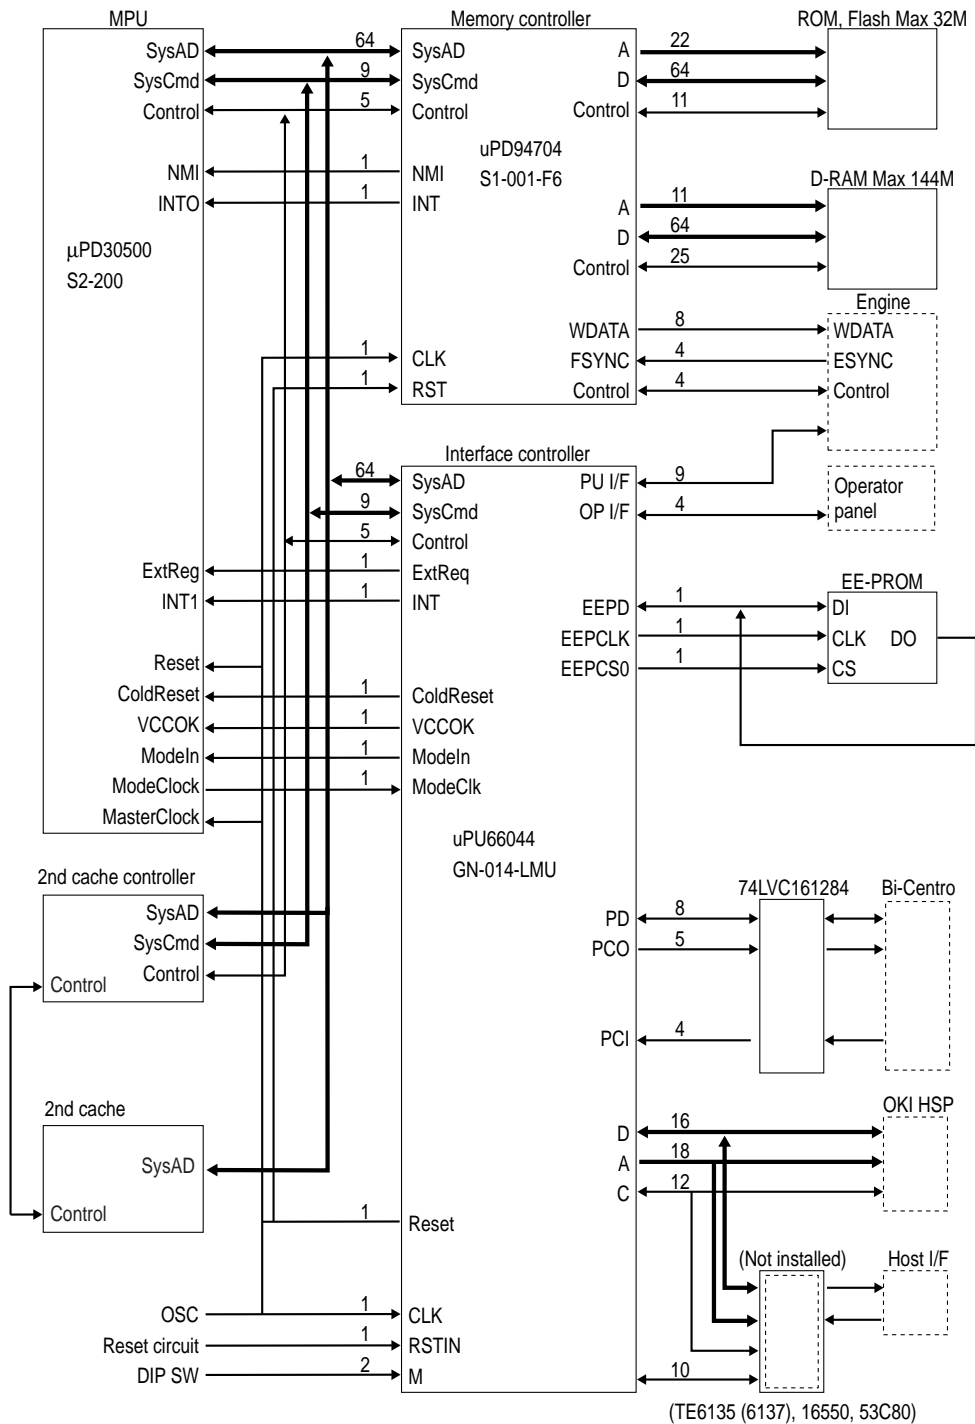 MPU
Memory controller
ROM, Flash Max 32M
SysAD
64
SysAD
A
22
SysCmd
9
SysCmd
D
64
Control
5
Control
Control
11
μPD30500
S2-200
uPD94704
S1-001-F6
NMI
1
NMI
INTO
1
INT
D-RAM Max 144M
A
11
D
64
Control
25
Engine
WDATA
8
WDATA
1
CLK
FSYNC
4
ESYNC
1
RST
Control
4
Control
Interface controller
64
SysAD
PU I/F
9
Operator
panel
9
SysCmd
OP I/F
4
5
Control
ExtReg
1
ExtReq
EE-PROM
INT1
1
INT
EEPD
1
DI
EEPCLK
1
CLK
DO
EEPCS0
1
CS
Reset
ColdReset
1
ColdReset
VCCOK
1
VCCOK
ModeIn
1
ModeIn
ModeClock
1
ModeClk
MasterClock
uPU66044
GN-014-LMU
2nd cache controller
SysAD
SysCmd
Control
Control
74LVC161284
Bi-Centro
PD
8
PCO
5
PCI
4
2nd cache
SysAD
Control
OKI HSP
D
16
A
18
C
12
1
Reset
(Not installed)
Host I/F
OSC
1
CLK
Reset circuit
1
RSTIN
DIP SW
2
M
10
(TE6135 (6137), 16550, 53C80)